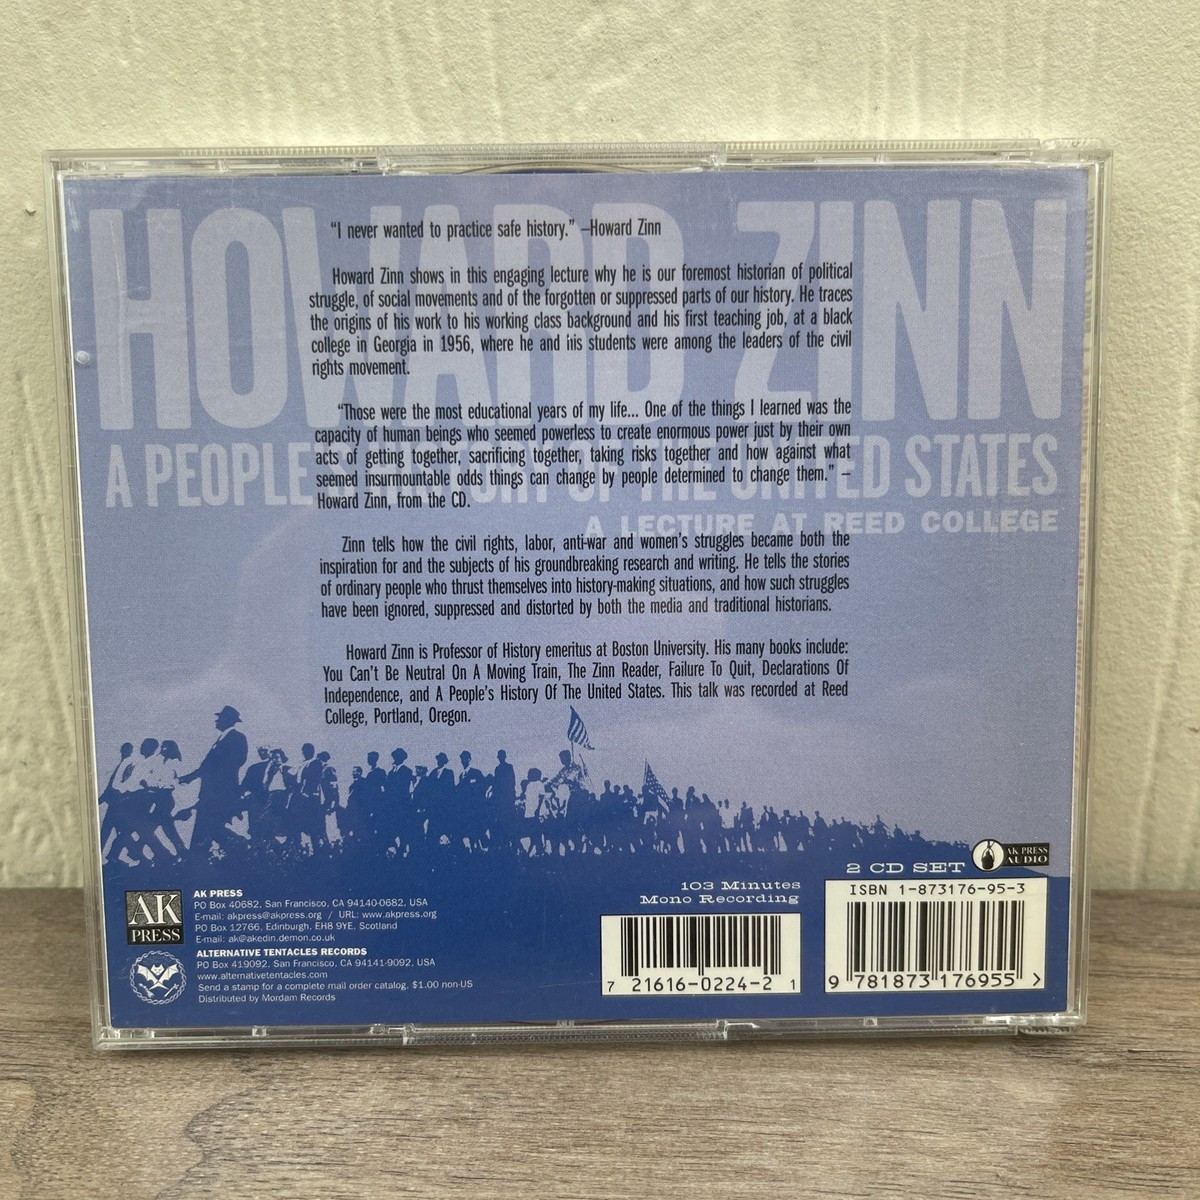 HOWARD ZINN
A PEOPLE'S HISTORY OF THE UNITED STATES
A LECTURE AT REED COLLEGE
“I never wanted to practice safe history.” –Howard Zinn
Howard Zinn shows in this engaging lecture why he is our foremost historian of political
struggle, of social movements and of the forgotten or suppressed parts of our history. He traces
the origins of his work to his working class background and his first teaching job, at a black
college in Georgia in 1956, where he and his students were among the leaders of the civil
rights movement.
“Those were the most educational years of my life... One of the things I learned was the
capacity of human beings who seemed powerless to create enormous power just by their own
acts of getting together, sacrificing together, taking risks together and how against what
seemed insurmountable odds things can change by people determined to change them.” –
Howard Zinn, from the CD.
Zinn tells how the civil rights, labor, anti-war and women's struggles became both the
inspiration for and the subjects of his groundbreaking research and writing. He tells the stories
of ordinary people who thrust themselves into history-making situations, and how such struggles
have been ignored, suppressed and distorted by both the media and traditional historians.
Howard Zinn is Professor of History emeritus at Boston University. His many books include:
You Can't Be Neutral On A Moving Train, The Zinn Reader, Failure To Quit, Declarations Of
Independence, and A People's History Of The United States. This talk was recorded at Reed
College, Portland, Oregon.
2 CD SET
AK PRESS
AUDIO
AK
PRESS
AK PRESS
PO Box 40682, San Francisco, CA 94140-0682, USA
E-mail: akpress@akpress.org / URL: www.akpress.org
PO Box 12766, Edinburgh, EH8 9YE, Scotland
E-mail: ak@akedin.demon.co.uk
ALTERNATIVE TENTACLES RECORDS
PO Box 419092, San Francisco, CA 94141-9092, USA
www.alternativetentacles.com
Send a stamp for a complete mail order catalog. $1.00 non-US
Distributed by Mordam Records
103 Minutes
Mono Recording
7 21616-0224-2 1
ISBN 1-873176-95-3
9 781873 176955 >